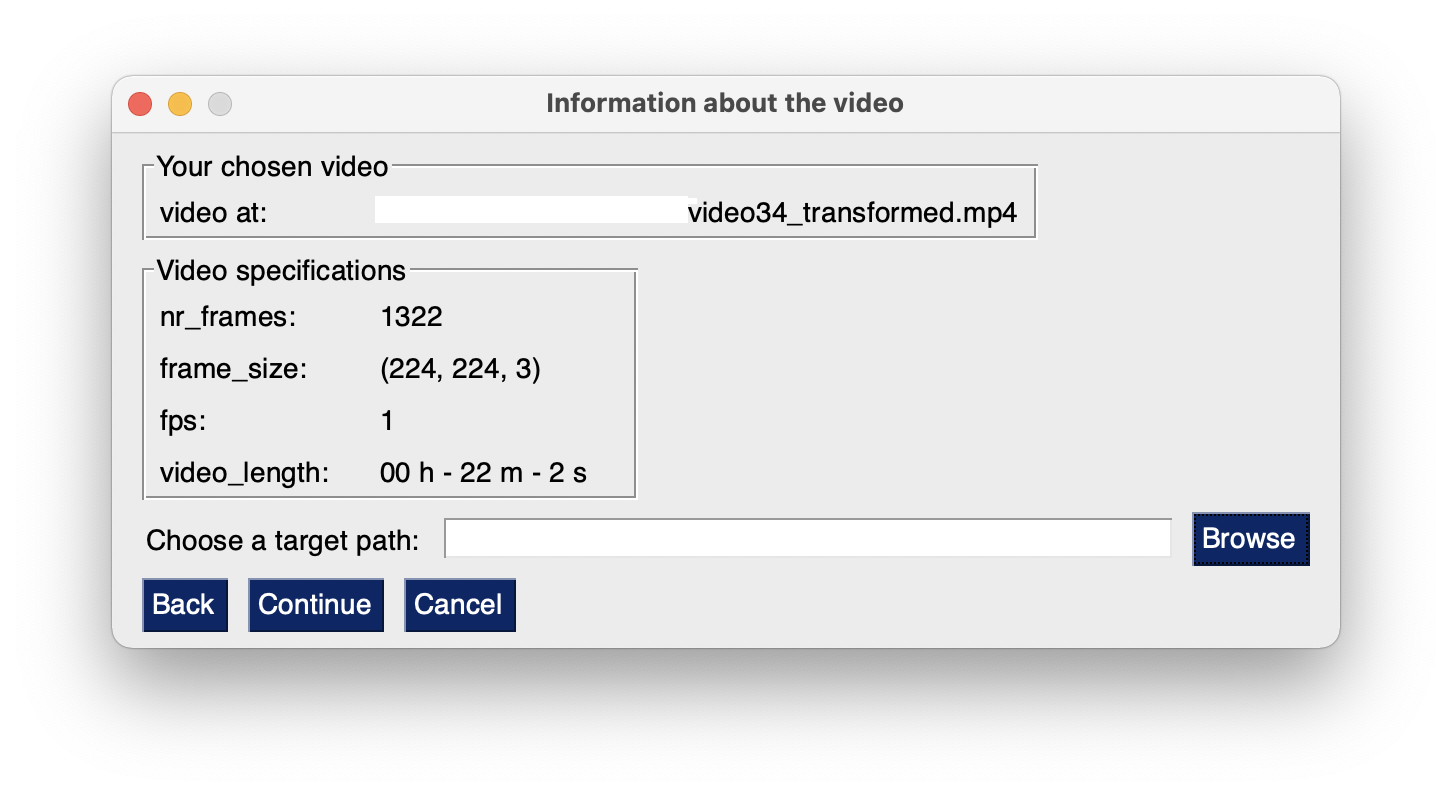 Information about the video
Your chosen video
video at: video34_transformed.mp4
Video specifications
nr_frames: 1322
frame_size: (224, 224, 3)
fps: 1
video_length: 00 h - 22 m - 2 s
Choose a target path: Browse
Back Continue Cancel